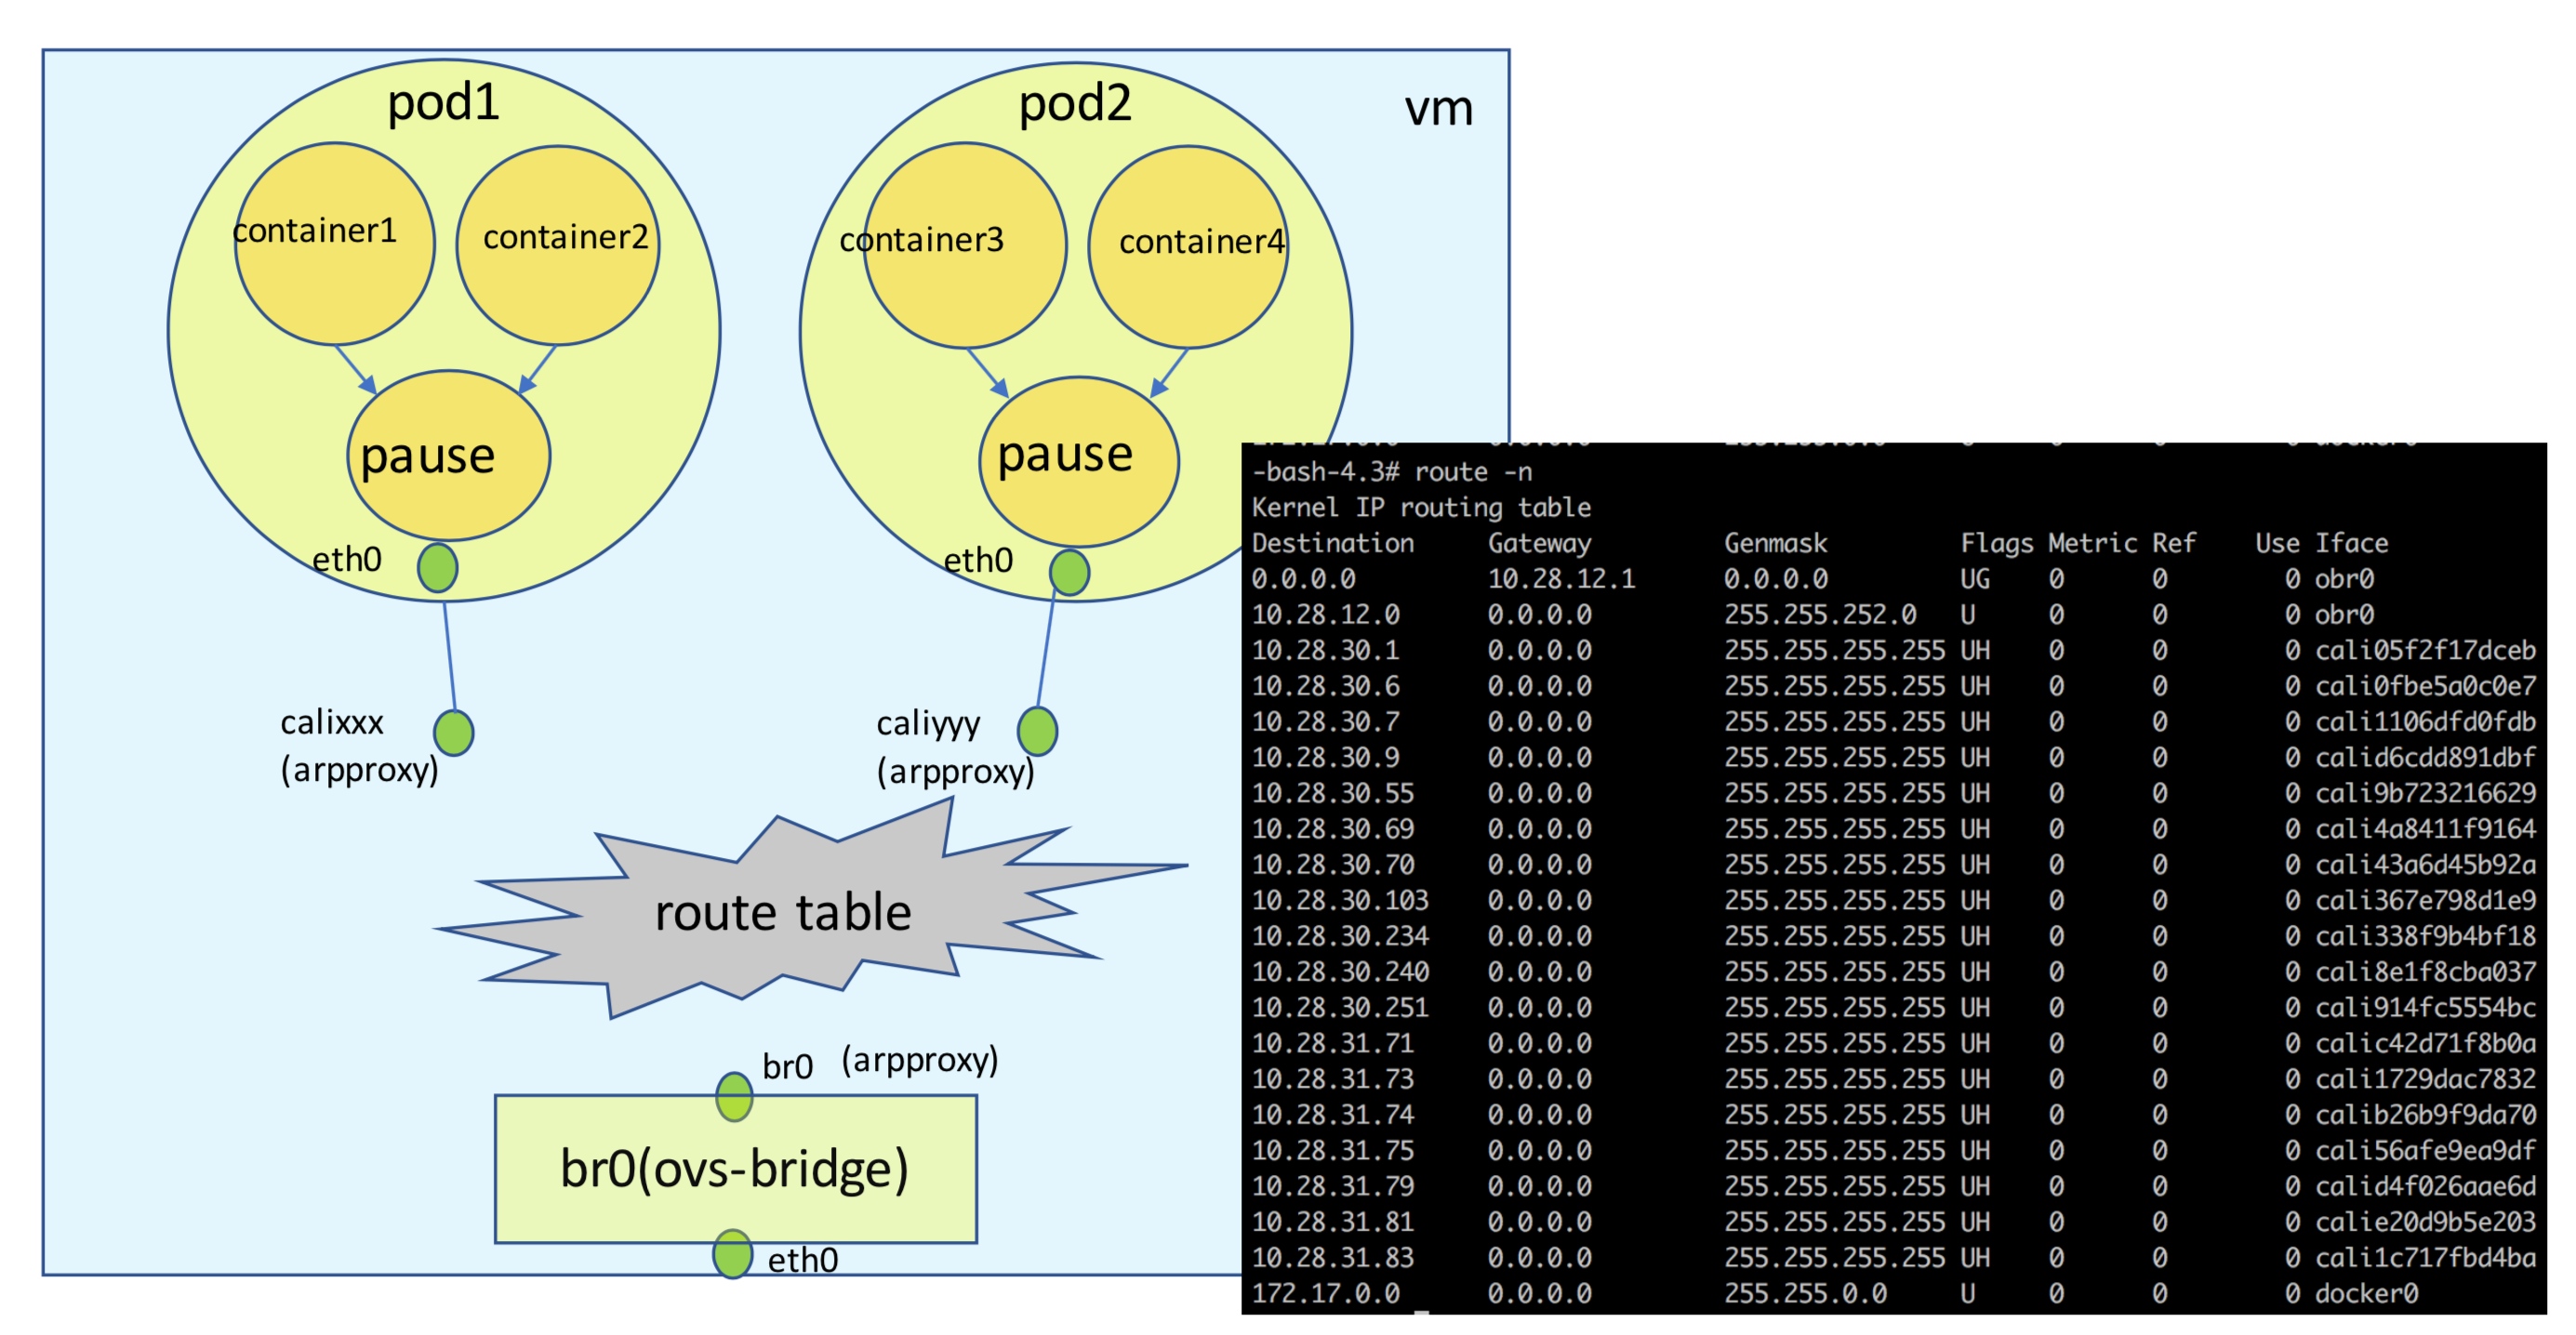 pod1
pod2
vm
container1
container2
container3
container4
pause
pause
eth0
eth0
calixxx
(arpproxy)
caliyyy
(arpproxy)
route table
br0 (arpproxy)
br0(ovs-bridge)
eth0
-bash-4.3# route -n
Kernel IP routing table
Destination Gateway Genmask Flags Metric Ref Use Iface
0.0.0.0 10.28.12.1 0.0.0.0 UG 0 0 0 obr0
10.28.12.0 0.0.0.0 255.255.252.0 U 0 0 0 obr0
10.28.30.1 0.0.0.0 255.255.255.255 UH 0 0 0 cali05f2f17dceb
10.28.30.6 0.0.0.0 255.255.255.255 UH 0 0 0 cali0fbe5a0c0e7
10.28.30.7 0.0.0.0 255.255.255.255 UH 0 0 0 cali1106dfd0fdb
10.28.30.9 0.0.0.0 255.255.255.255 UH 0 0 0 calid6cdd891dbf
10.28.30.55 0.0.0.0 255.255.255.255 UH 0 0 0 cali9b723216629
10.28.30.69 0.0.0.0 255.255.255.255 UH 0 0 0 cali4a8411f9164
10.28.30.70 0.0.0.0 255.255.255.255 UH 0 0 0 cali43a6d45b92a
10.28.30.103 0.0.0.0 255.255.255.255 UH 0 0 0 cali367e798d1e9
10.28.30.234 0.0.0.0 255.255.255.255 UH 0 0 0 cali338f9b4bf18
10.28.30.240 0.0.0.0 255.255.255.255 UH 0 0 0 cali8e1f8cba037
10.28.30.251 0.0.0.0 255.255.255.255 UH 0 0 0 cali914fc5554bc
10.28.31.71 0.0.0.0 255.255.255.255 UH 0 0 0 calic42d71f8b0a
10.28.31.73 0.0.0.0 255.255.255.255 UH 0 0 0 cali1729dac7832
10.28.31.74 0.0.0.0 255.255.255.255 UH 0 0 0 calib26b9f9da70
10.28.31.75 0.0.0.0 255.255.255.255 UH 0 0 0 cali56afe9ea9df
10.28.31.79 0.0.0.0 255.255.255.255 UH 0 0 0 calid4f026aae6d
10.28.31.81 0.0.0.0 255.255.255.255 UH 0 0 0 calie20d9b5e203
10.28.31.83 0.0.0.0 255.255.255.255 UH 0 0 0 cali1c717fbd4ba
172.17.0.0 0.0.0.0 255.255.0.0 U 0 0 0 docker0